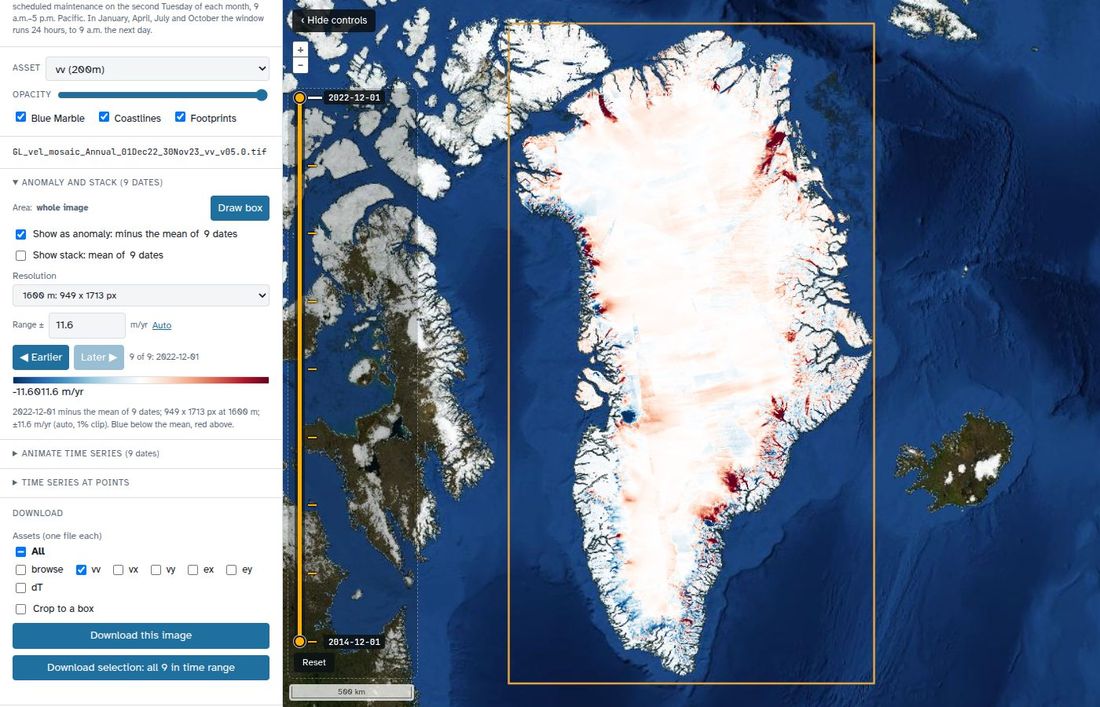 scheduled maintenance on the second Tuesday of each month, 9
a.m.–5 p.m. Pacific. In January, April, July and October the window
runs 24 hours, to 9 a.m. the next day.
ASSET vv (200m)
OPACITY
Blue Marble Coastlines Footprints
GL_vel_mosaic_Annual_01Dec22_30Nov23_vv_v05.0.tif
▼ ANOMALY AND STACK (9 DATES)
Area: whole image Draw box
Show as anomaly: minus the mean of 9 dates
Show stack: mean of 9 dates
Resolution
1600 m: 949 x 1713 px
Range ± 11.6 m/yr Auto
◀ Earlier Later ▶ 9 of 9: 2022-12-01
-11.6011.6 m/yr
2022-12-01 minus the mean of 9 dates; 949 x 1713 px at 1600 m;
±11.6 m/yr (auto, 1% clip). Blue below the mean, red above.
▶ ANIMATE TIME SERIES (9 dates)
▶ TIME SERIES AT POINTS
DOWNLOAD
Assets (one file each)
All
browse vv vx vy ex ey
dT
Crop to a box
Download this image
Download selection: all 9 in time range
‹ Hide controls
+
-
2022-12-01
2014-12-01
Reset
500 km